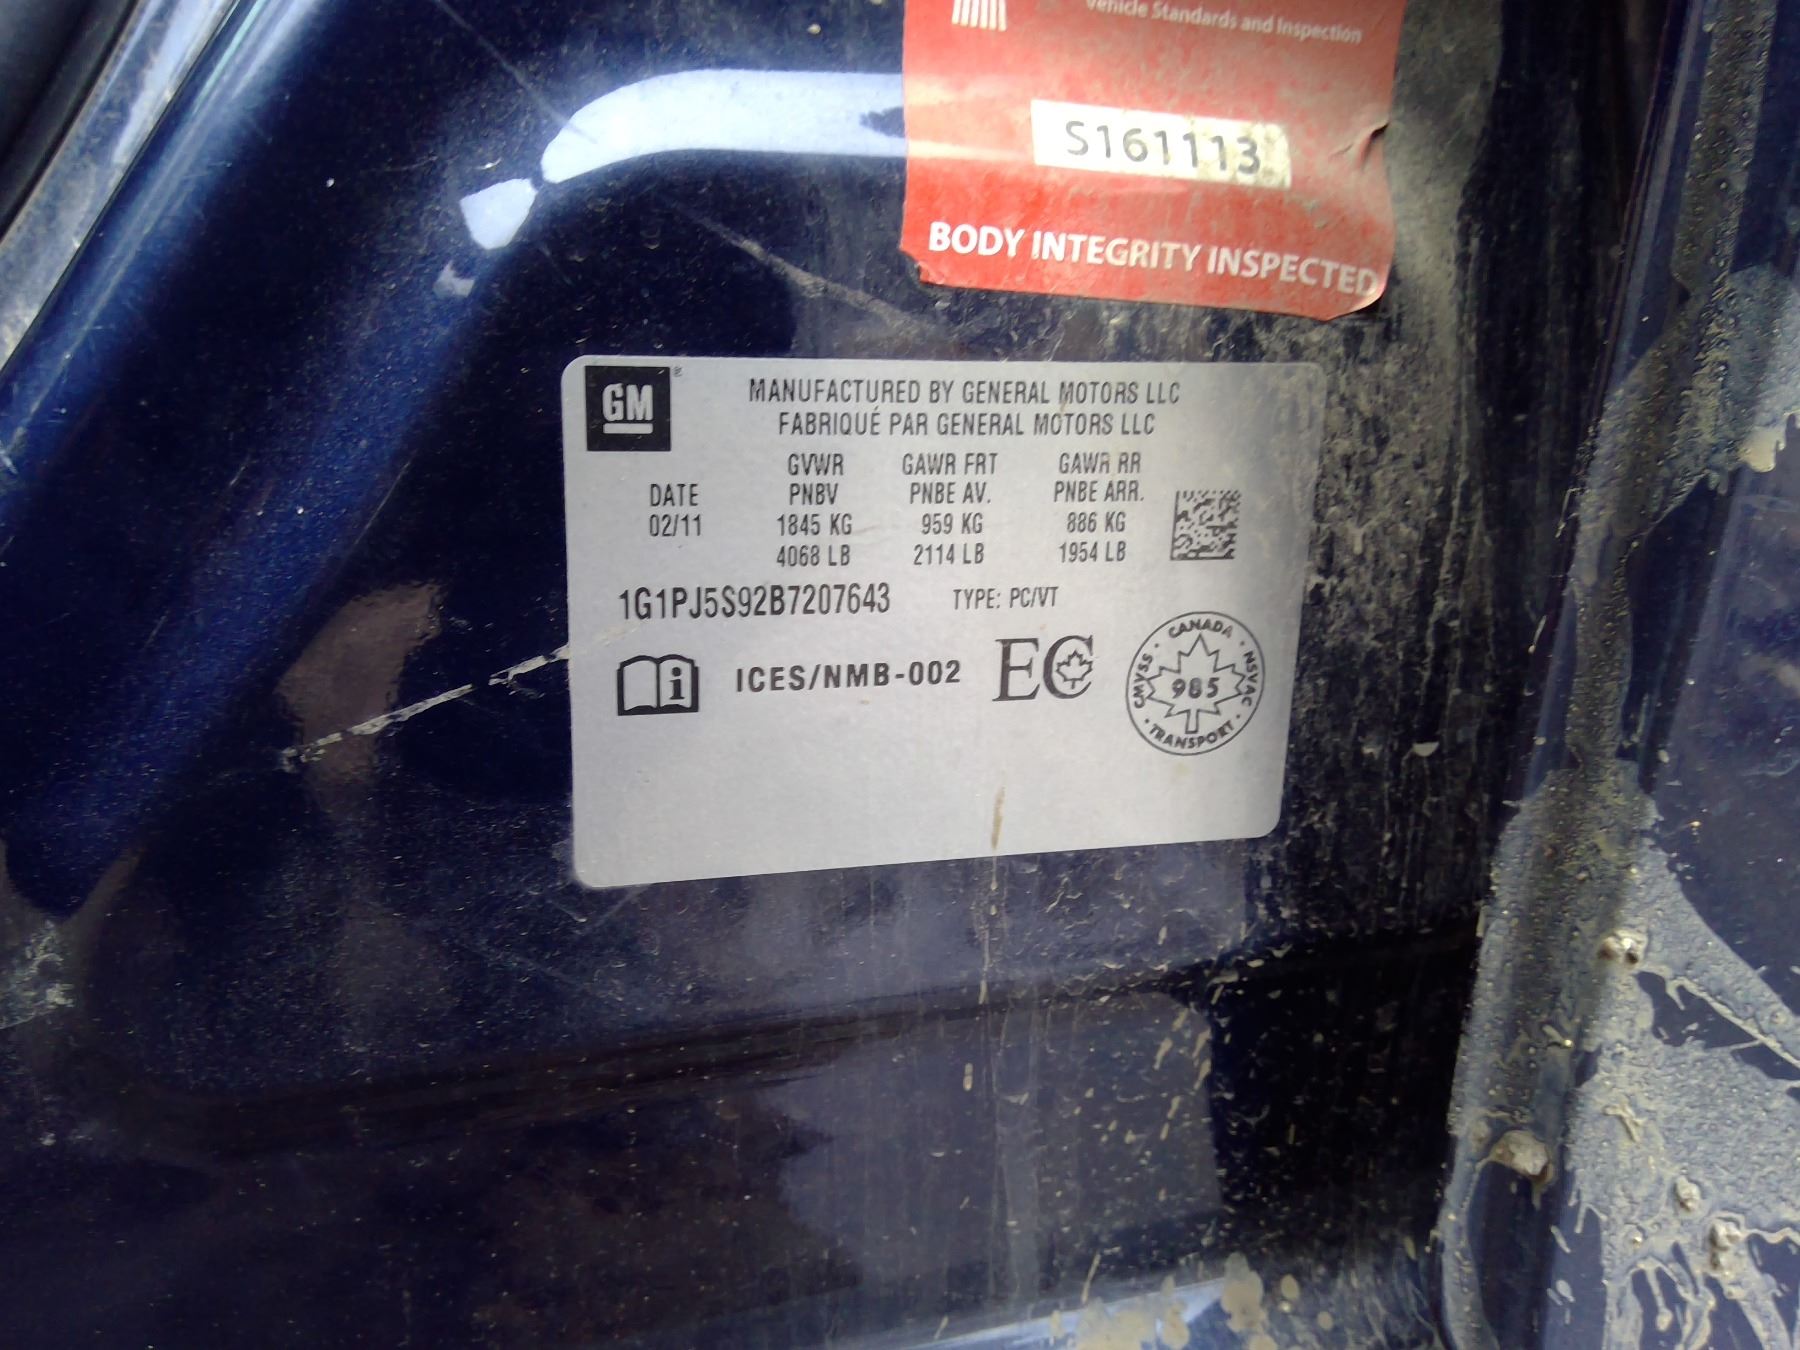 Vehicle Standards and Inspection
S161113
BODY INTEGRITY INSPECTED
GM
MANUFACTURED BY GENERAL MOTORS LLC
FABRIQUÉ PAR GENERAL MOTORS LLC
GVWR GAWR FRT GAWR RR
DATE PNBV PNBE AV. PNBE ARR.
02/11 1845 KG 959 KG 886 KG
4068 LB 2114 LB 1954 LB
1G1PJ5S92B7207643 TYPE: PC/VT
i ICES/NMB-002 EC
CANADA
CMVSS 985 NSVAC
TRANSPORT